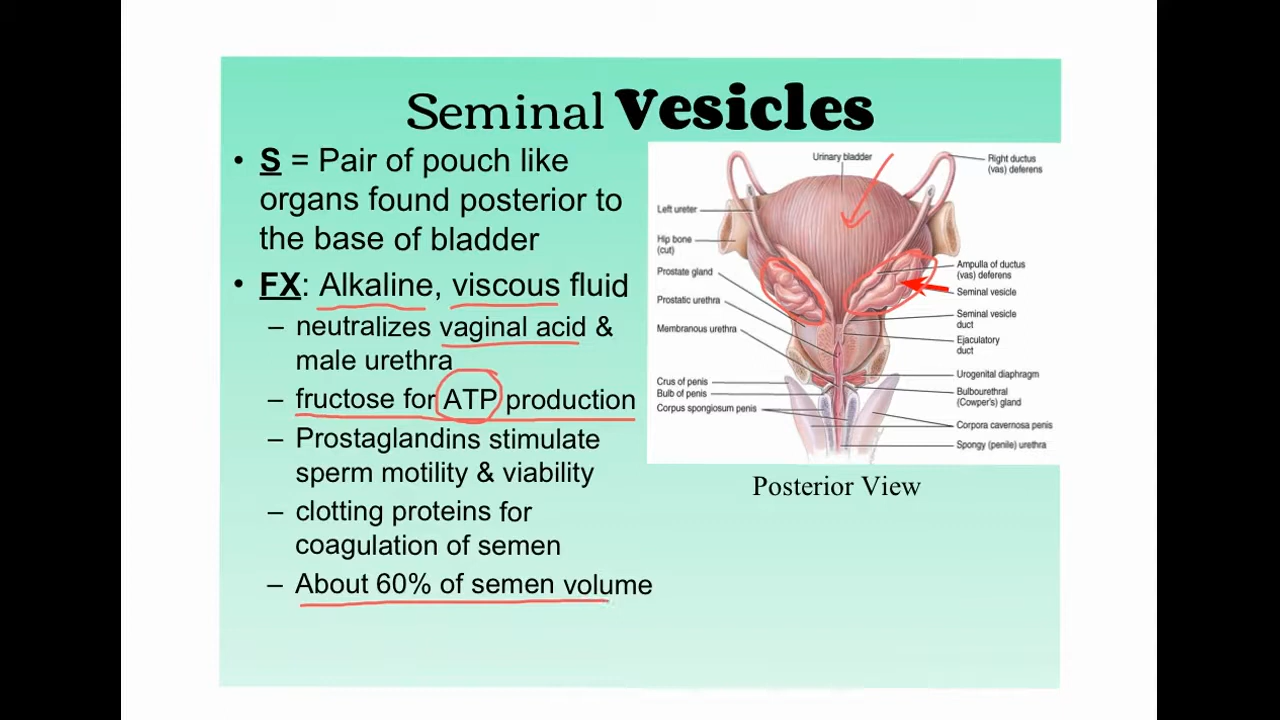 Seminal Vesicles
• S = Pair of pouch like
organs found posterior to
the base of bladder
• FX: Alkaline, viscous fluid
– neutralizes vaginal acid &
male urethra
– fructose for ATP production
– Prostaglandins stimulate
sperm motility & viability
– clotting proteins for
coagulation of semen
– About 60% of semen volume
Urinary bladder
Left ureter
Hip bone
(cut)
Prostate gland
Prostatic urethra
Membranous urethra
Crus of penis
Bulb of penis
Corpus spongiosum penis
Right ductus
(vas) deferens
Ampulla of ductus
(vas) deferens
Seminal vesicle
Seminal vesicle
duct
Ejaculatory
duct
Urogenital diaphragm
Bulbourethral
(Cowper's) gland
Corpora cavernosa penis
Spongy (penile) urethra
Posterior View